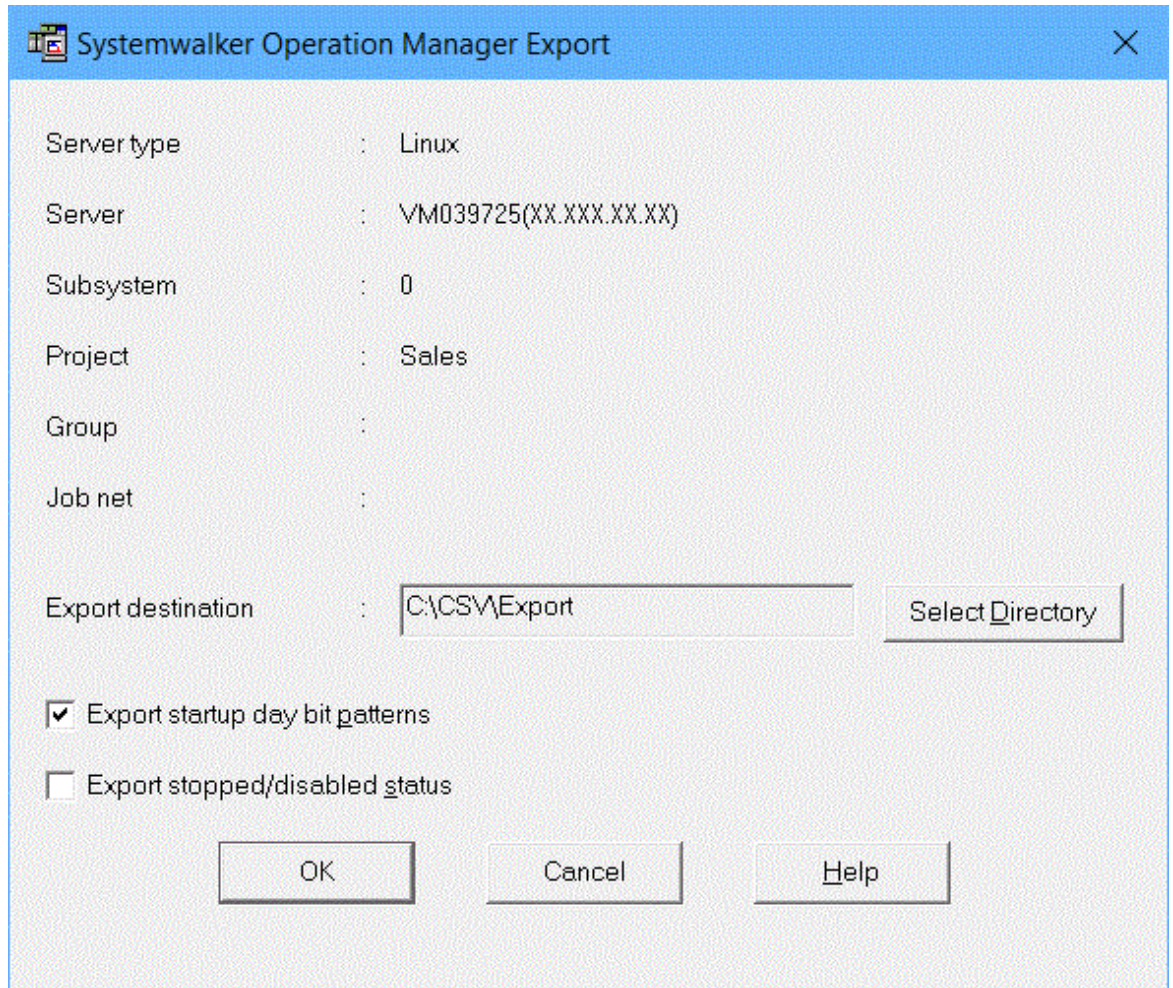 Systemwalker Operation Manager Export
Server type : Linux
Server : VM039725(XX.XXX.XX.XX)
Subsystem : 0
Project : Sales
Group :
Job net :
Export destination : C:\CSV\Export Select Directory
Export startup day bit patterns
Export stopped/disabled status
OK Cancel Help